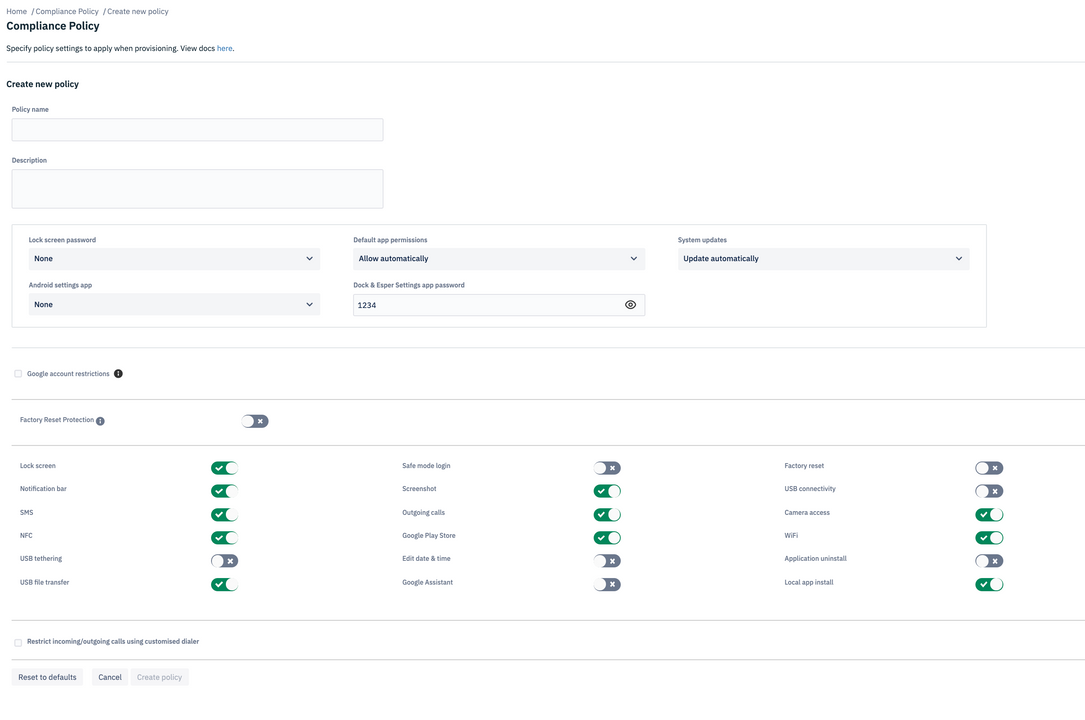 Home / Compliance Policy / Create new policy
Compliance Policy
Specify policy settings to apply when provisioning. View docs here.
Create new policy
Policy name
Description
Lock screen password Default app permissions System updates
None Allow automatically Update automatically
Android settings app Dock & Esper Settings app password
None 1234
Google account restrictions
Factory Reset Protection
Lock screen Safe mode login Factory reset
Notification bar Screenshot USB connectivity
SMS Outgoing calls Camera access
NFC Google Play Store WiFi
USB tethering Edit date & time Application uninstall
USB file transfer Google Assistant Local app install
Restrict incoming/outgoing calls using customised dialer
Reset to defaults Cancel Create policy